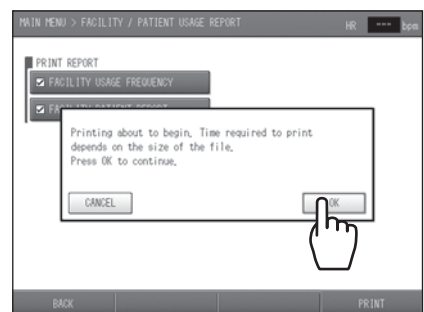 MAIN MENU > FACILITY / PATIENT USAGE REPORT
HR --- bpm
PRINT REPORT
FACILITY USAGE FREQUENCY
Printing about to begin. Time required to print
depends on the size of the file.
Press OK to continue.
CANCEL
OK
BACK
PRINT